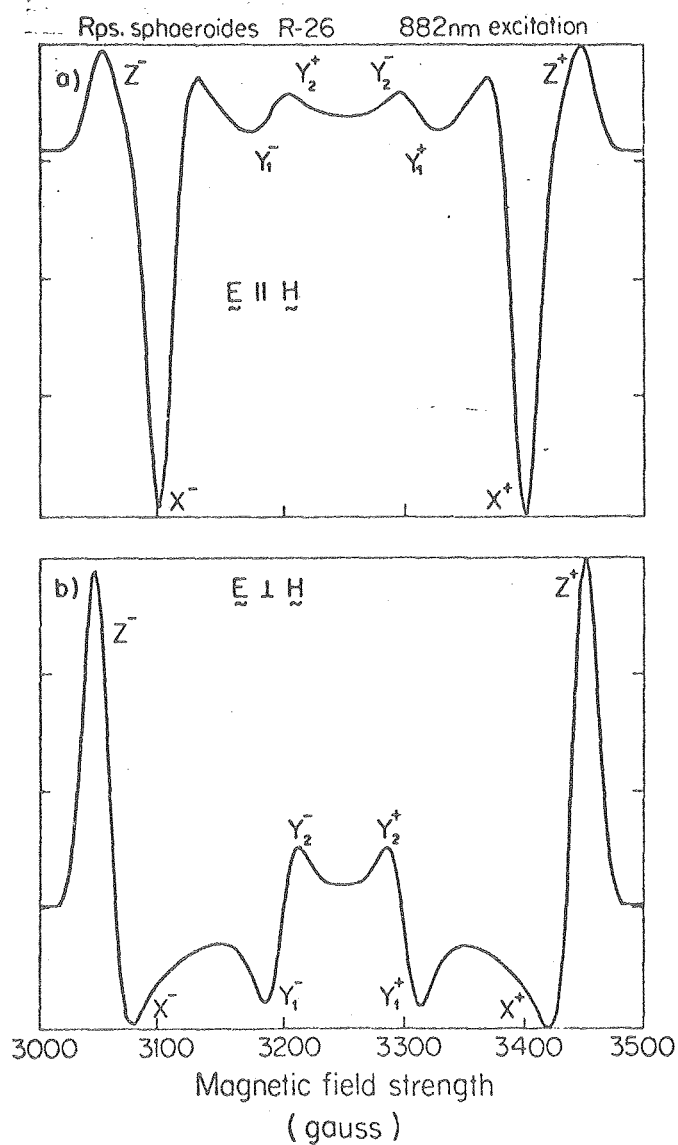 Rps. sphaeroides R-26 882nm excitation
a) Z⁻ Y₂⁺ Y₂⁻ Z⁺
Y₁⁻ Y₁⁺
E || H
X⁻ X⁺
b) E ⊥ H Z⁺
Z⁻
Y₂⁻ Y₂⁺
X⁻ Y₁⁻ Y₁⁺ X⁺
3000 3100 3200 3300 3400 3500
Magnetic field strength
(gauss)